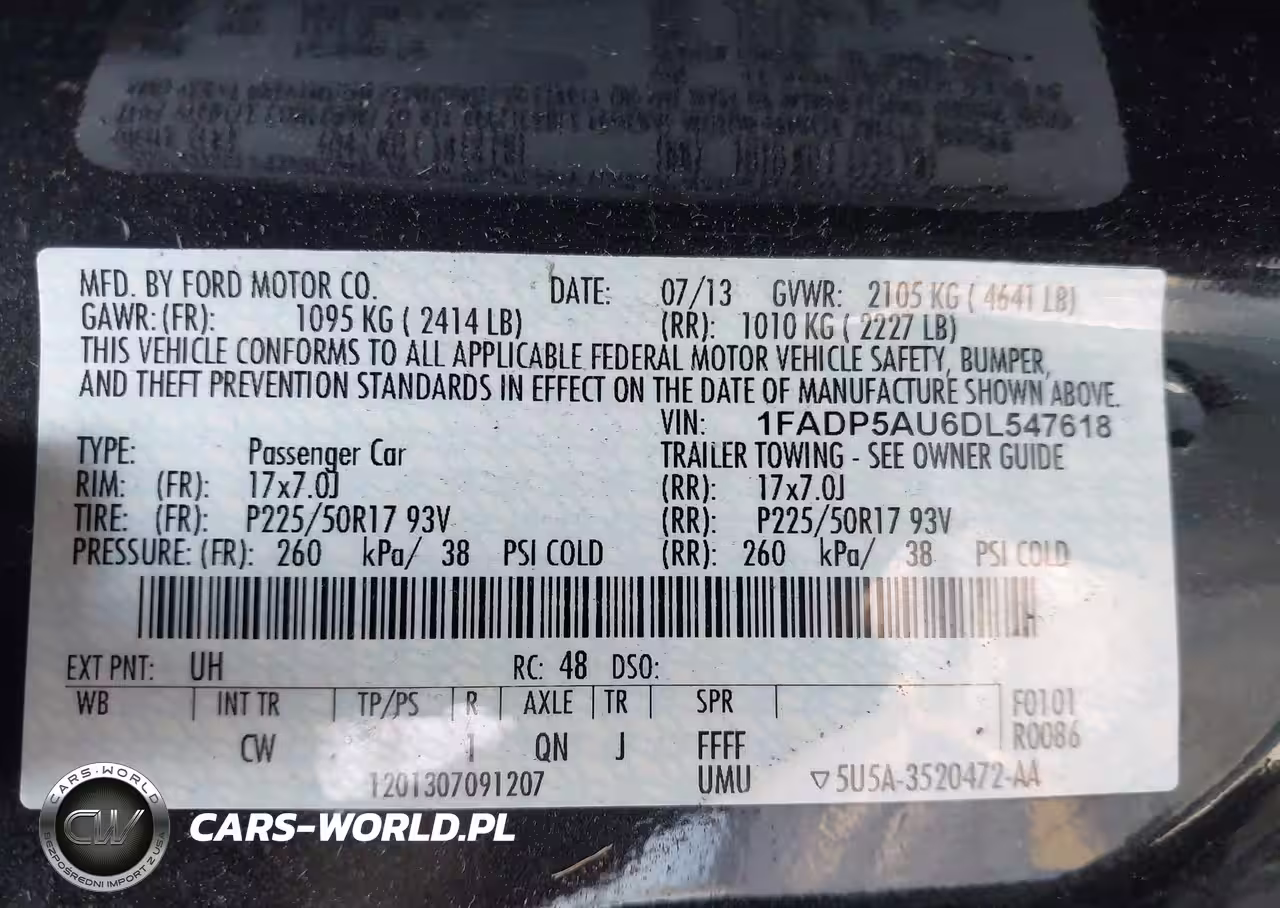 MFD. BY FORD MOTOR CO. DATE: 07/13 GVWR: 2105 KG ( 4641 LB)
GAWR: (FR): 1095 KG ( 2414 LB) (RR): 1010 KG ( 2227 LB)
THIS VEHICLE CONFORMS TO ALL APPLICABLE FEDERAL MOTOR VEHICLE SAFETY, BUMPER,
AND THEFT PREVENTION STANDARDS IN EFFECT ON THE DATE OF MANUFACTURE SHOWN ABOVE.
VIN: 1FADP5AU6DL547618
TYPE: Passenger Car TRAILER TOWING - SEE OWNER GUIDE
RIM: (FR): 17x7.0J (RR): 17x7.0J
TIRE: (FR): P225/50R17 93V (RR): P225/50R17 93V
PRESSURE: (FR): 260 kPa/ 38 PSI COLD (RR): 260 kPa/ 38 PSI COLD
EXT PNT: UH RC: 48 DSO:
WB INT TR TP/PS R AXLE TR SPR F0101
R0086
CW 1 QN J FFFF
1201307091207 UMU ▽5U5A-3520472-AA
CARS-WORLD
CW
BEZPOŚREDNI IMPORT Z USA
CARS-WORLD.PL